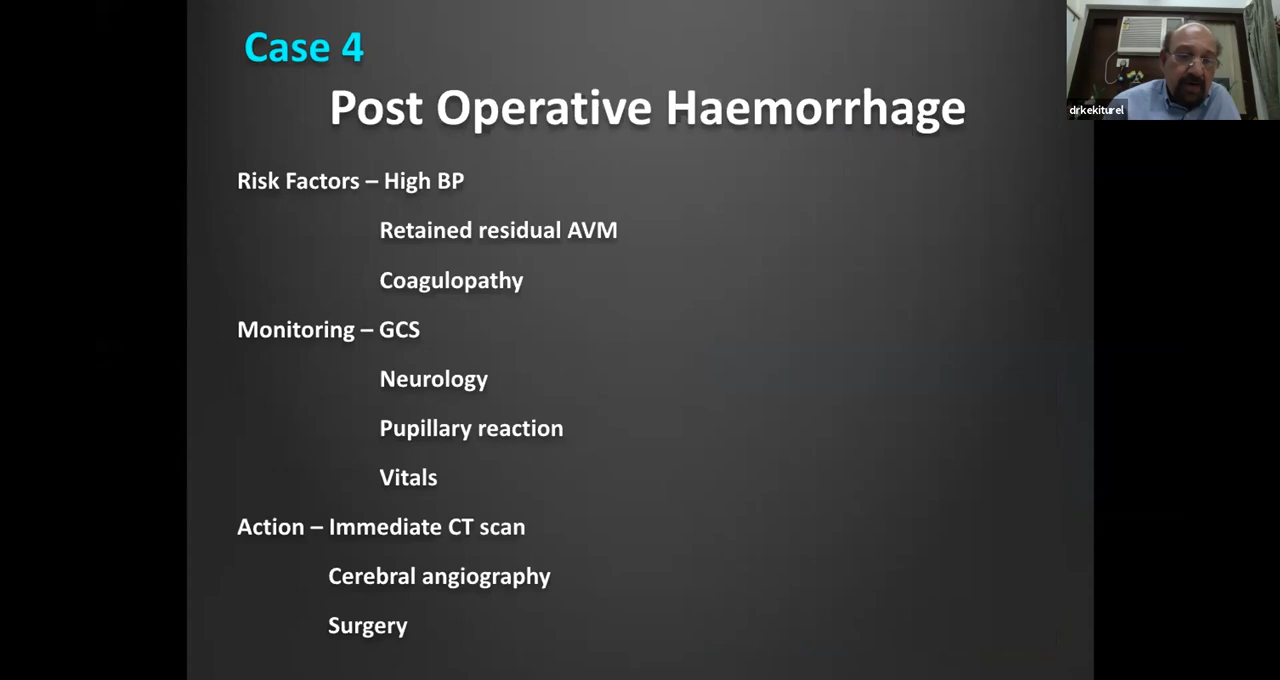 Case 4
Post Operative Haemorrhage
drkekiturel
Risk Factors – High BP
Retained residual AVM
Coagulopathy
Monitoring – GCS
Neurology
Pupillary reaction
Vitals
Action – Immediate CT scan
Cerebral angiography
Surgery